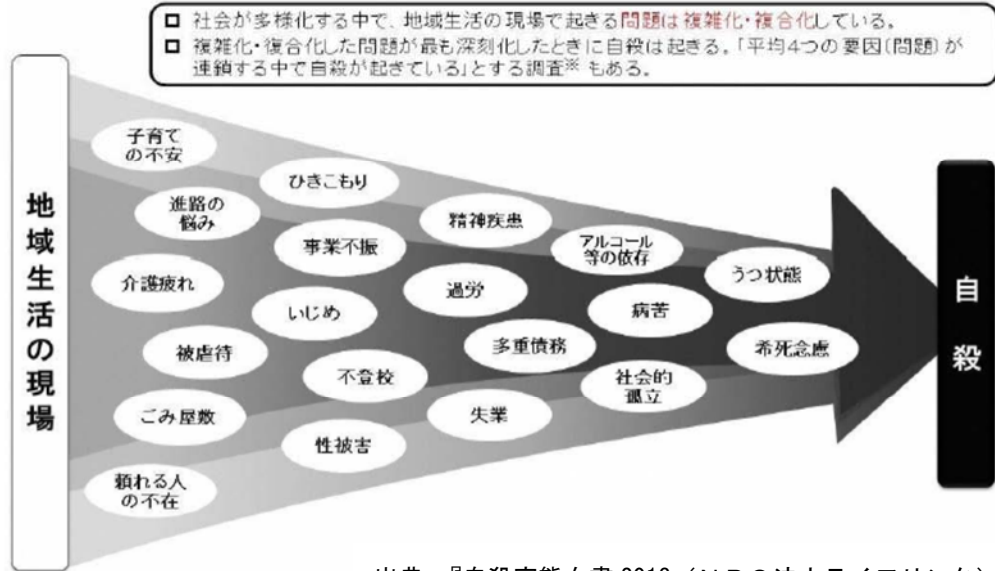 □ 社会が多様化する中で、地域生活の現場で起きる問題は複雑化・複合化している。
□ 複雑化・復合化した問題が最も深刻化したときに自殺は起きる。「平均4つの要因(問題)が
連鎖する中で自殺が起きている」とする調査※ もある。
地域生活の現場
子育て
の不安
ひきこもり
進路の
悩み
精神疾患
事業不振
アルコール
等の依存
うつ状態
介護疲れ
過労
いじめ
病苦
被虐待
多重債務
希死念慮
不登校
社会的
孤立
ごみ屋敷
失業
性被害
頼れる人
の不在
自殺